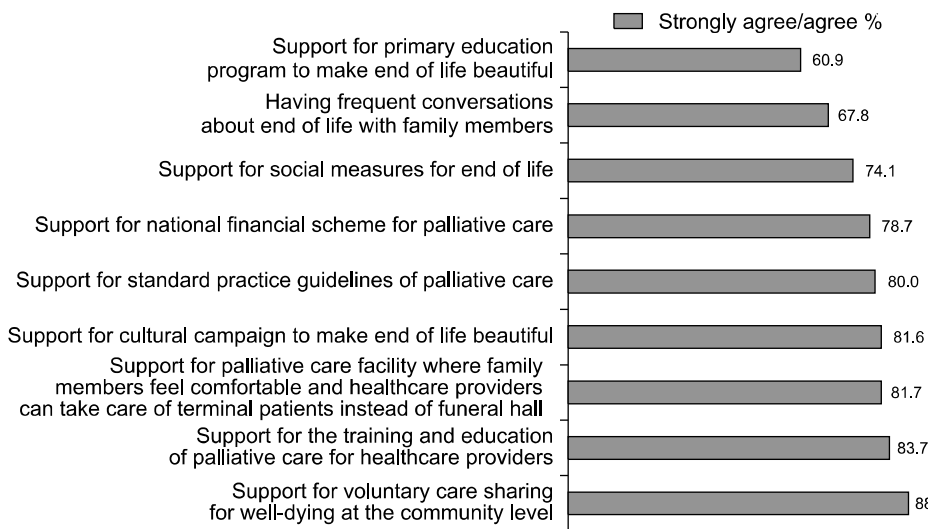 Strongly agree/agree %
Support for primary education
program to make end of life beautiful
60.9
Having frequent conversations
about end of life with family members
67.8
Support for social measures for end of life
74.1
Support for national financial scheme for palliative care
78.7
Support for standard practice guidelines of palliative care
80.0
Support for cultural campaign to make end of life beautiful
81.6
Support for palliative care facility where family
members feel comfortable and healthcare providers
can take care of terminal patients instead of funeral hall
81.7
Support for the training and education
of palliative care for healthcare providers
83.7
Support for voluntary care sharing
for well-dying at the community level